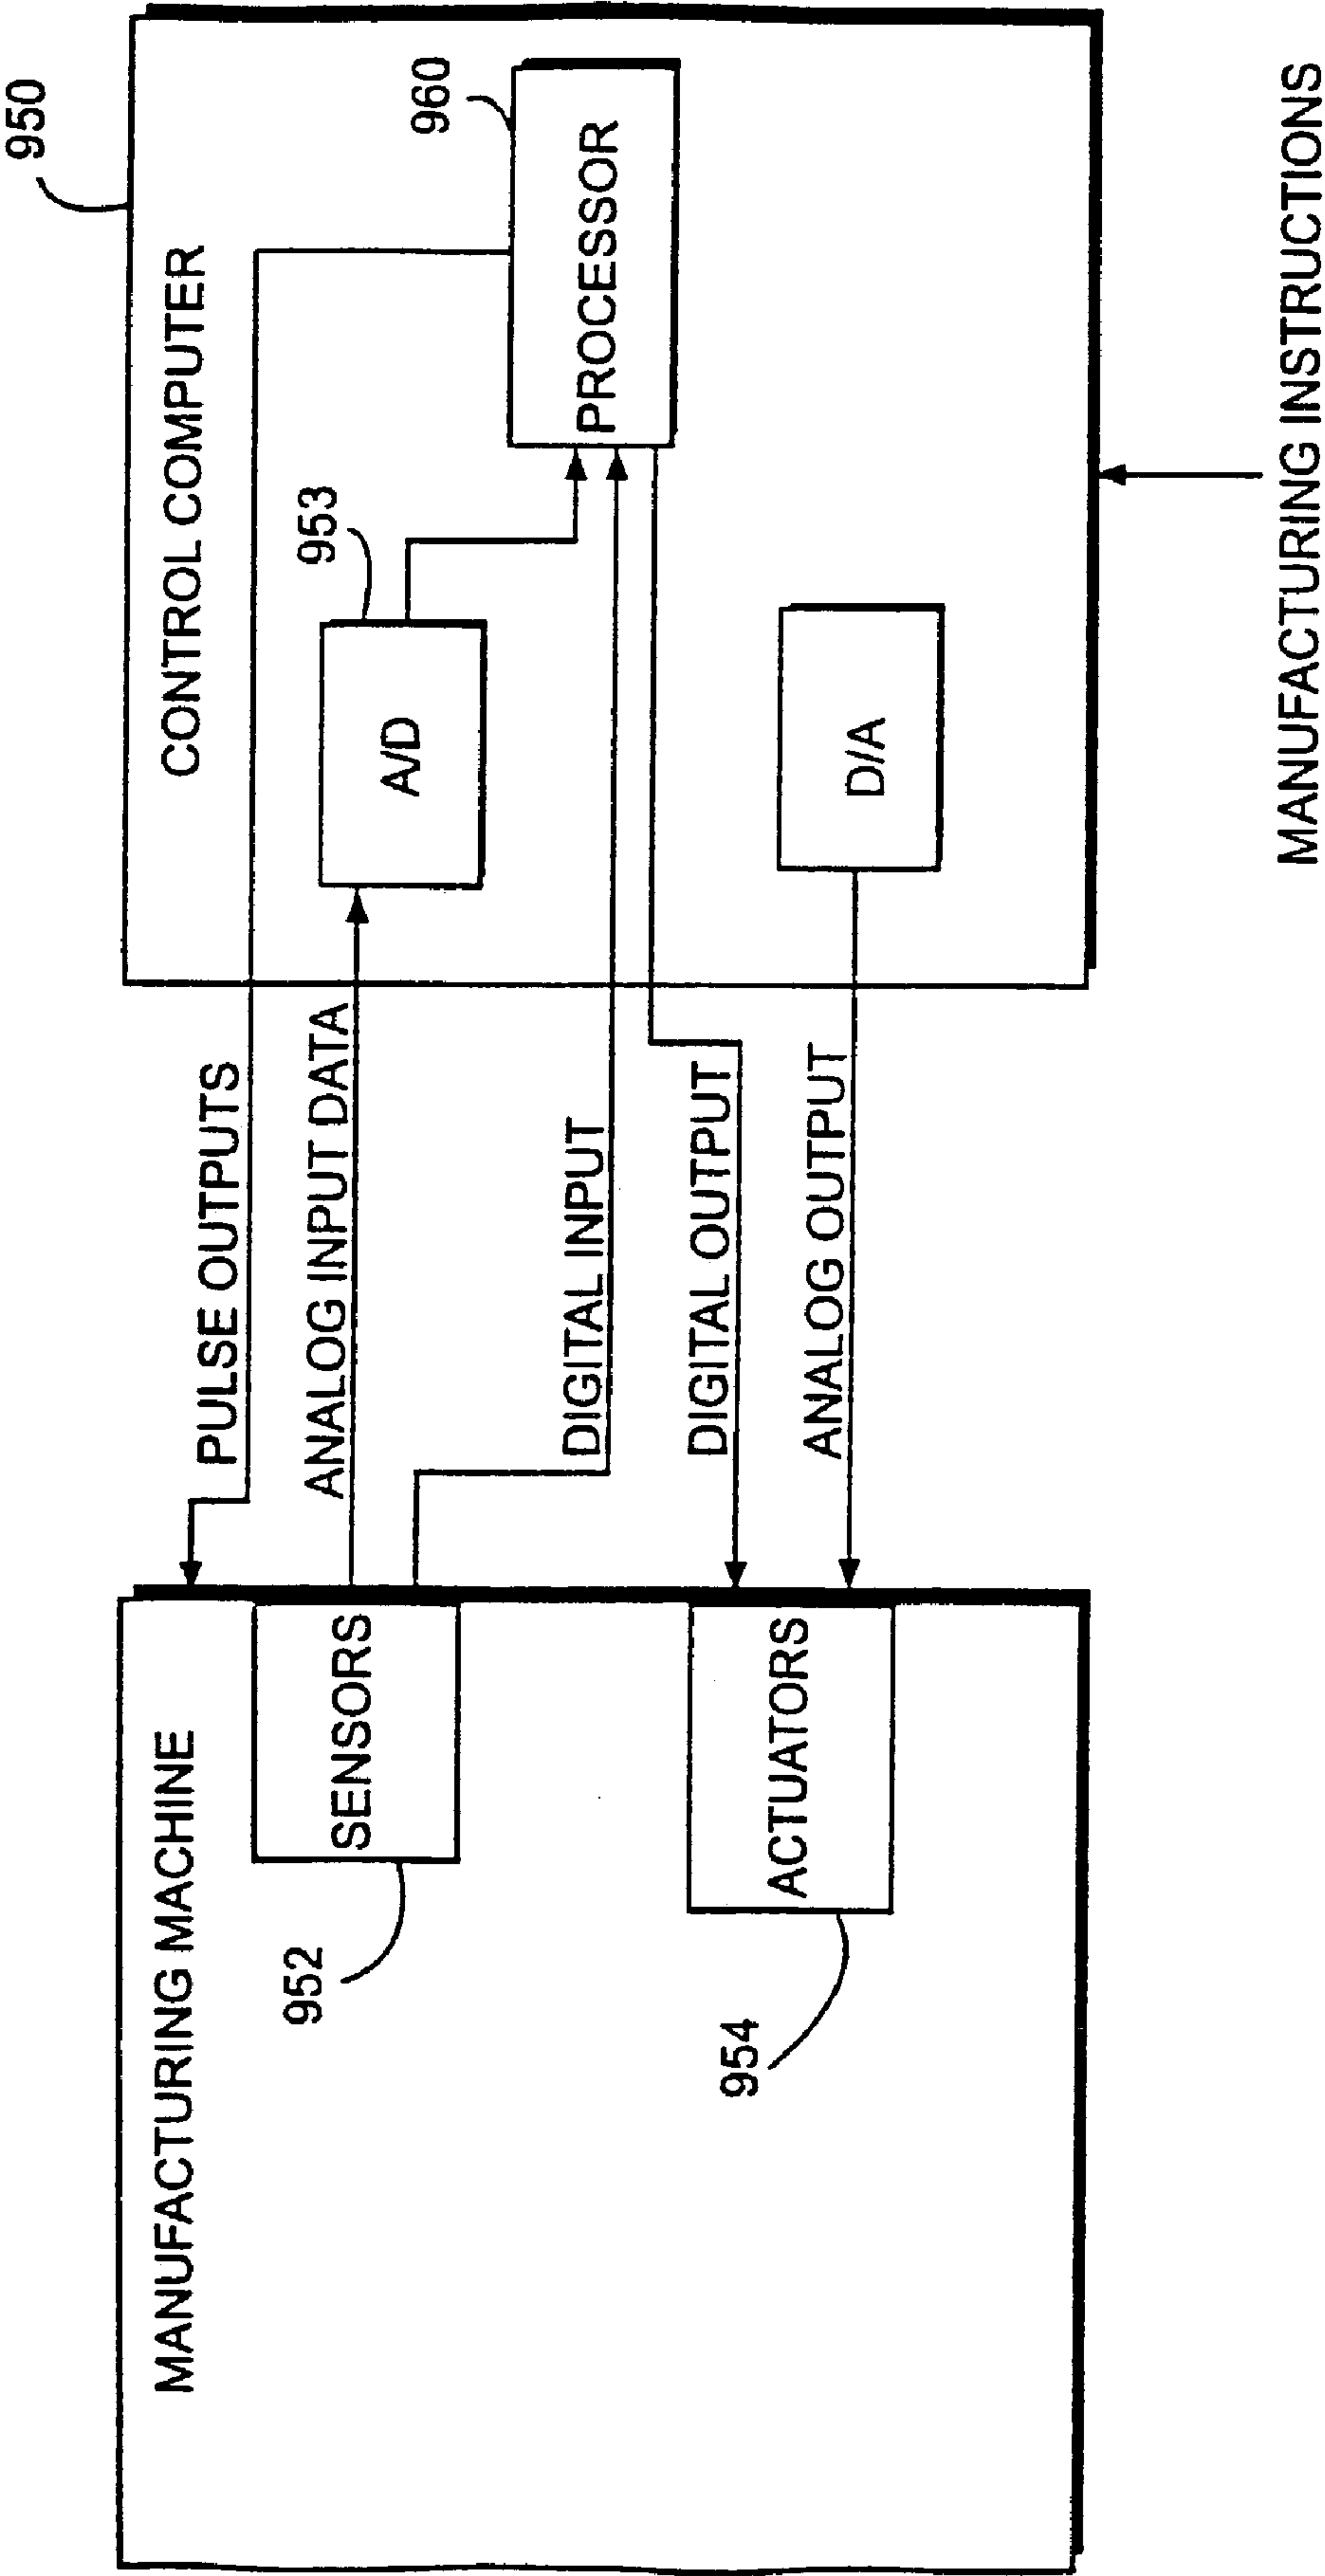 MANUFACTURING MACHINE
952
SENSORS
954
ACTUATORS
PULSE OUTPUTS
ANALOG INPUT DATA
DIGITAL INPUT
DIGITAL OUTPUT
ANALOG OUTPUT
950
CONTROL COMPUTER
953
A/D
960
PROCESSOR
D/A
MANUFACTURING INSTRUCTIONS